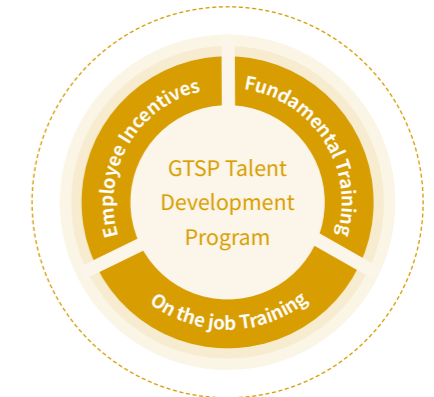 Employee Incentives
Fundamental Training
GTSP Talent
Development
Program
On the job Training